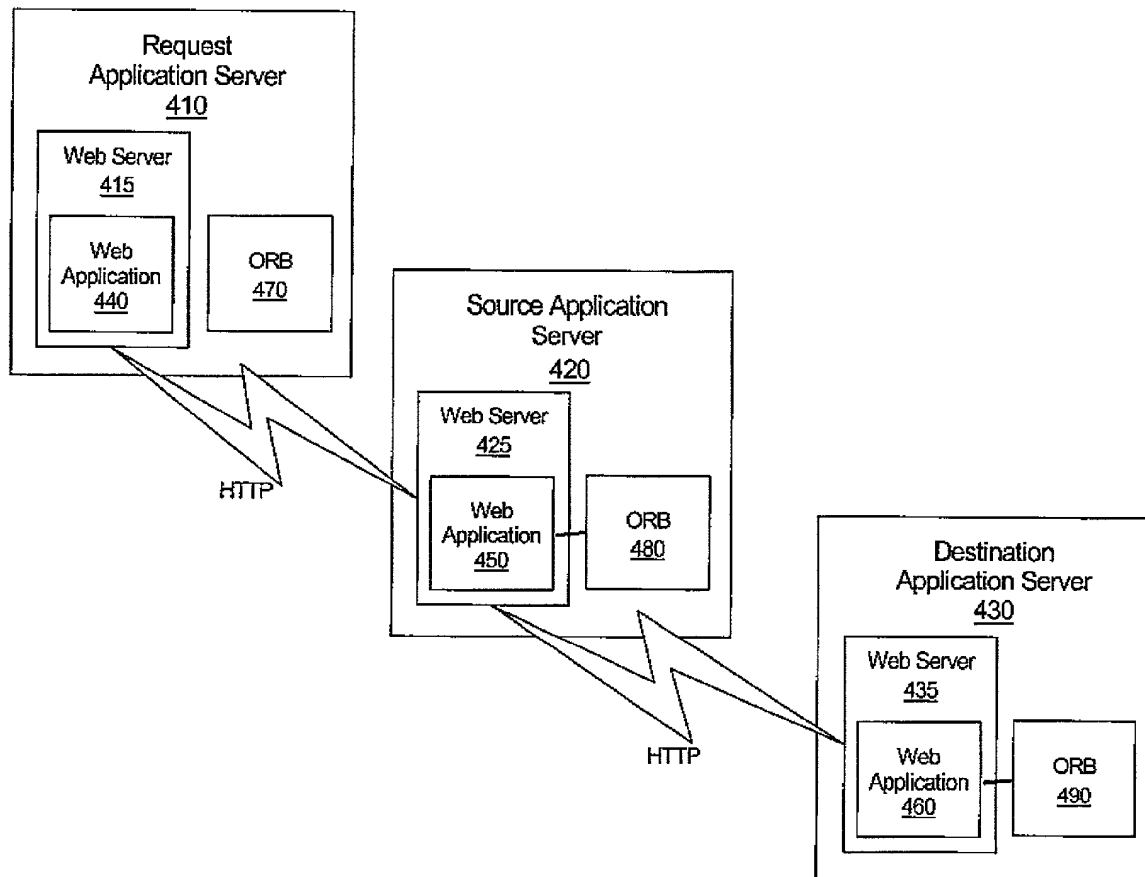 Request
Application Server
410
Web Server
415
Web
Application
440
ORB
470
HTTP
Source Application
Server
420
Web Server
425
Web
Application
450
ORB
480
HTTP
Destination
Application Server
430
Web Server
435
Web
Application
460
ORB
490